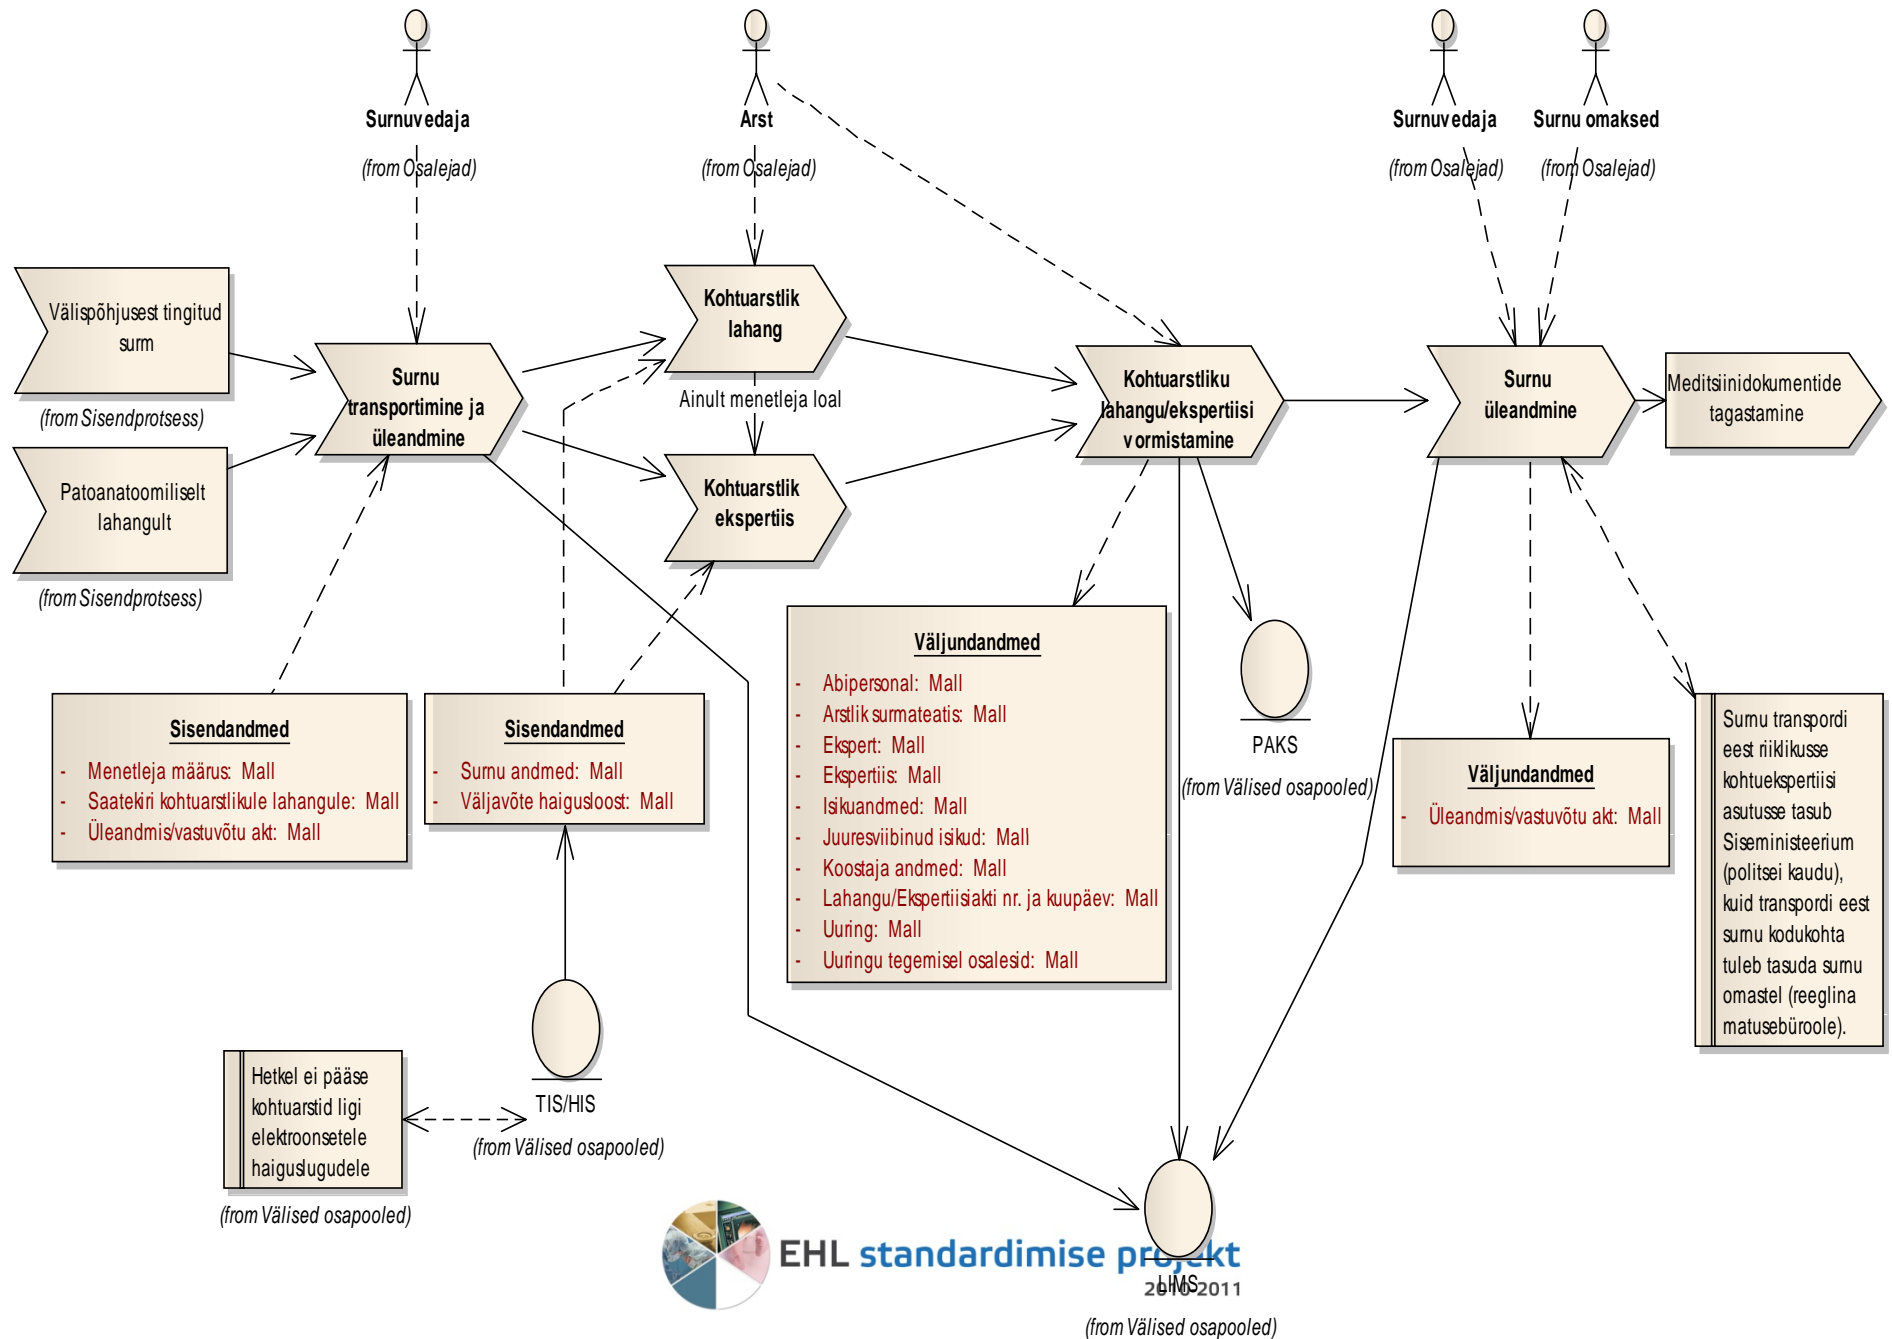 Surnuvedaja
(from Osalejad)
Arst
(from Osalejad)
Surnuvedaja
(from Osalejad)
Surnu omaksed
(from Osalejad)
Välispõhjusest tingitud
surm
(from Sisendprotsess)
Patoanatoomiliselt
lahangult
(from Sisendprotsess)
Surnu
transportimine ja
üleandmine
Kohtuarstlik
lahang
Ainult menetleja loal
Kohtuarstlik
ekspertiis
Kohtuarstliku
lahangu/ekspertiisi
vormistamine
Surnu
üleandmine
Meditsiinidokumentide
tagastamine
Sisendandmed
- Menetleja määrus: Mall
- Saatekiri kohtuarstlikule lahangule: Mall
- Üleandmis/vastuvõtu akt: Mall
Sisendandmed
- Surnu andmed: Mall
- Väljavõte haigusloost: Mall
Väljundandmed
- Abipersonal: Mall
- Arstlik surmateatis: Mall
- Ekspert: Mall
- Ekspertiis: Mall
- Isikuandmed: Mall
- Juuresviibinud isikud: Mall
- Koostaja andmed: Mall
- Lahangu/Ekspertiisiakti nr. ja kuupäev: Mall
- Uuring: Mall
- Uuringu tegemisel osalesid: Mall
PAKS
(from Välised osapooled)
Väljundandmed
- Üleandmis/vastuvõtu akt: Mall
Surnu transpordi
eest riiklikusse
kohtuekspertiisi
asutusse tasub
Siseministeerium
(politsei kaudu),
kuid transpordi eest
surnu kodukohta
tuleb tasuda surnu
omastel (reeglina
matusebüroole).
Hetkel ei pääse
kohtuarstid ligi
elektroonsetele
haiguslugudele
(from Välised osapooled)
TIS/HIS
(from Välised osapooled)
EHL standardimise projekt
2010-2011
LIMS
(from Välised osapooled)